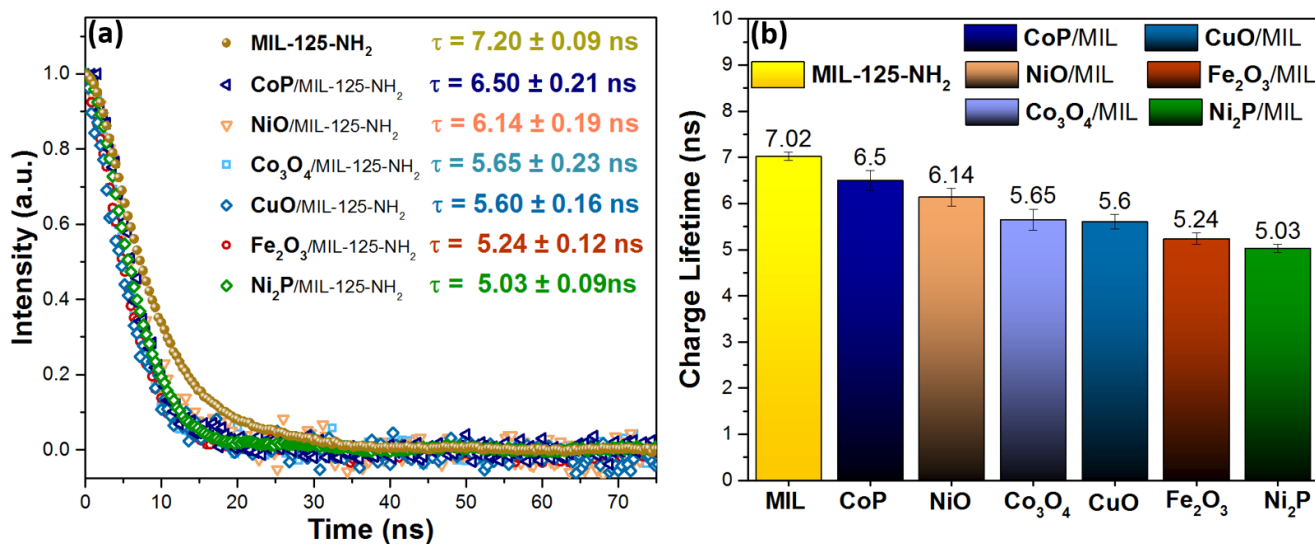 (a)
MIL-125-NH₂ τ = 7.20 ± 0.09 ns
CoP/MIL-125-NH₂ τ = 6.50 ± 0.21 ns
NiO/MIL-125-NH₂ τ = 6.14 ± 0.19 ns
Co₃O₄/MIL-125-NH₂ τ = 5.65 ± 0.23 ns
CuO/MIL-125-NH₂ τ = 5.60 ± 0.16 ns
Fe₂O₃/MIL-125-NH₂ τ = 5.24 ± 0.12 ns
Ni₂P/MIL-125-NH₂ τ = 5.03 ± 0.09ns
Intensity (a.u.)
1.0
0.8
0.6
0.4
0.2
0.0
0 10 20 30 40 50 60 70
Time (ns)
(b)
CoP/MIL CuO/MIL
MIL-125-NH₂ NiO/MIL Fe₂O₃/MIL
Co₃O₄/MIL Ni₂P/MIL
Charge Lifetime (ns)
10
9
8
7
6
5
4
3
2
1
0
7.02
6.5
6.14
5.65
5.6
5.24
5.03
MIL CoP NiO Co₃O₄ CuO Fe₂O₃ Ni₂P